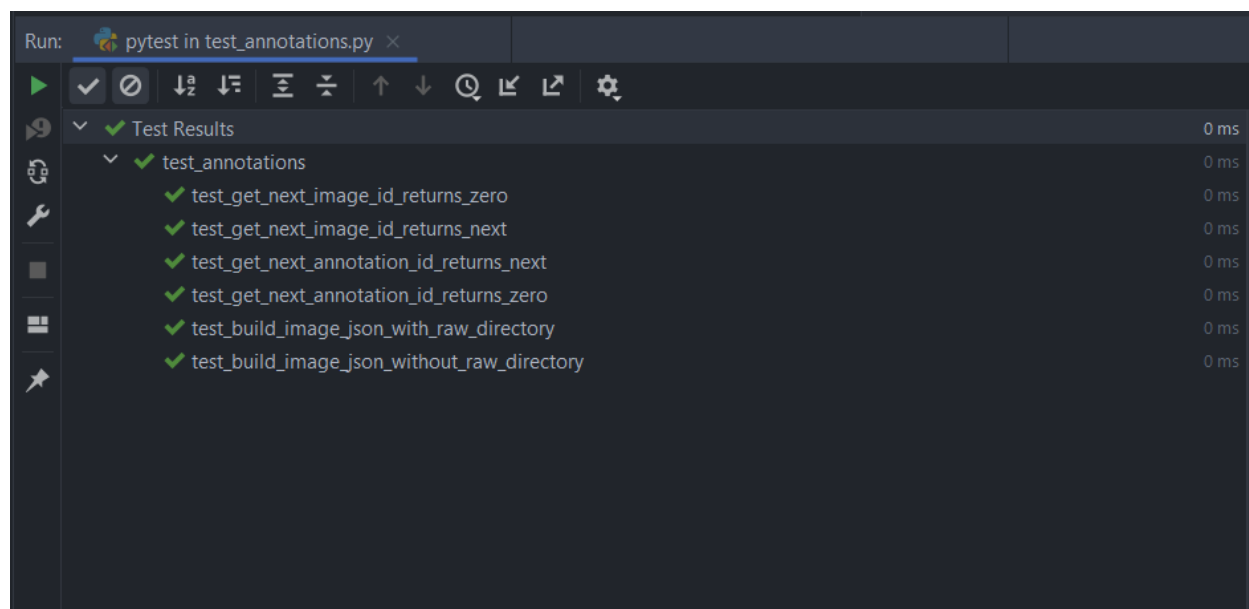 Run: pytest in test_annotations.py
Test Results 0 ms
test_annotations 0 ms
test_get_next_image_id_returns_zero 0 ms
test_get_next_image_id_returns_next 0 ms
test_get_next_annotation_id_returns_next 0 ms
test_get_next_annotation_id_returns_zero 0 ms
test_build_image_json_with_raw_directory 0 ms
test_build_image_json_without_raw_directory 0 ms